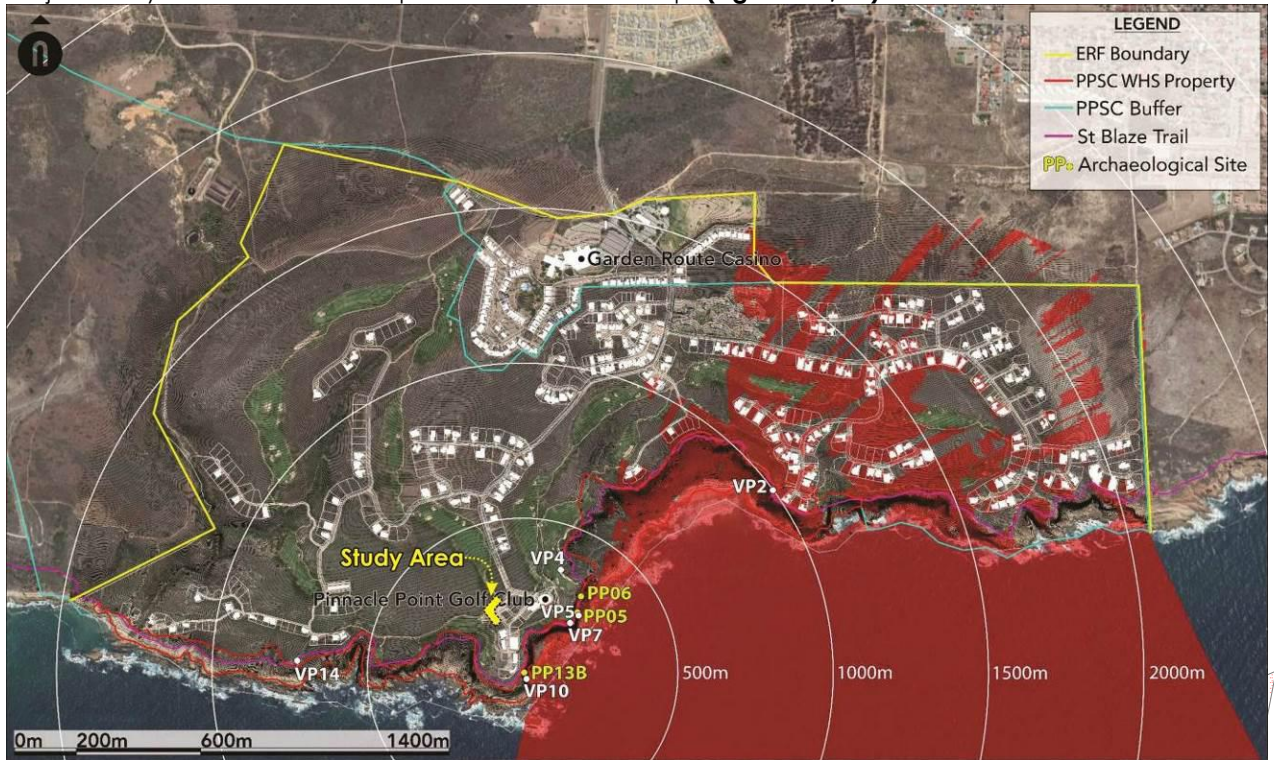 n
LEGEND
ERF Boundary
PPSC WHS Property
PPSC Buffer
St Blaze Trail
PP Archaeological Site
Garden Route Casino
VP2
Study Area
VP4
PP06
Pinnacle Point Golf Club
VP5
PP05
VP7
PP13B
VP10
VP14
500m
1000m
1500m
2000m
0m 200m 600m 1400m